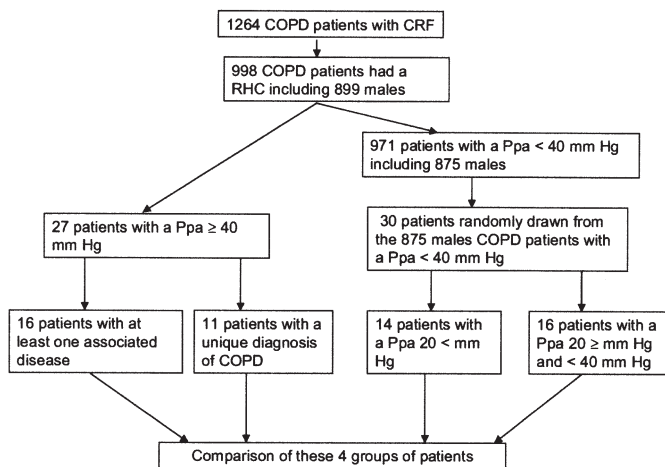 1264 COPD patients with CRF
998 COPD patients had a
RHC including 899 males
971 patients with a Ppa < 40 mm Hg
including 875 males
27 patients with a Ppa ≥ 40
mm Hg
30 patients randomly drawn from
the 875 males COPD patients with
a Ppa < 40 mm Hg
16 patients with at
least one associated
disease
11 patients with a
unique diagnosis
of COPD
14 patients with
a Ppa 20 < mm
Hg
16 patients with a
Ppa 20 ≥ mm Hg
and < 40 mm Hg
Comparison of these 4 groups of patients